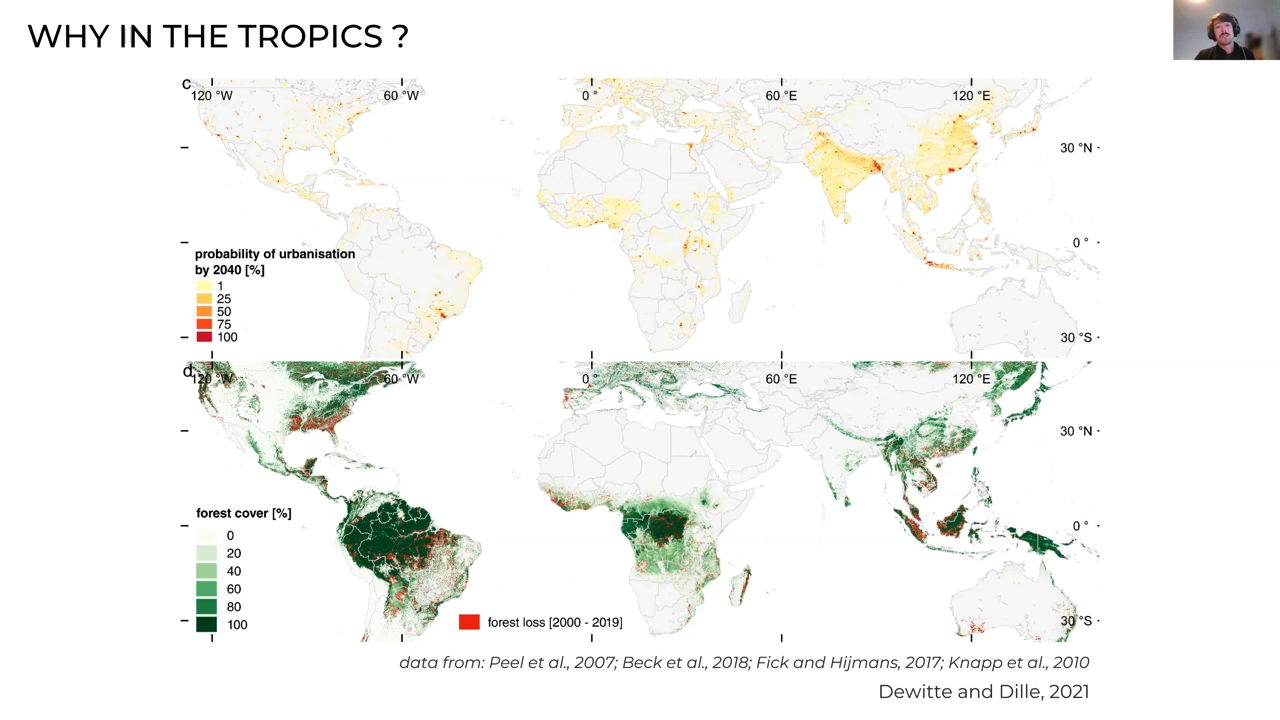 WHY IN THE TROPICS ?
c
120 °W
60 °W
0 °
60 °E
120 °E
30 °N
0 °
30 °S
probability of urbanisation
by 2040 [%]
1
25
50
75
100
d
120 °W
60 °W
0 °
60 °E
120 °E
30 °N
0 °
30 °S
forest cover [%]
0
20
40
60
80
100
forest loss [2000 - 2019]
data from: Peel et al., 2007; Beck et al., 2018; Fick and Hijmans, 2017; Knapp et al., 2010
Dewitte and Dille, 2021